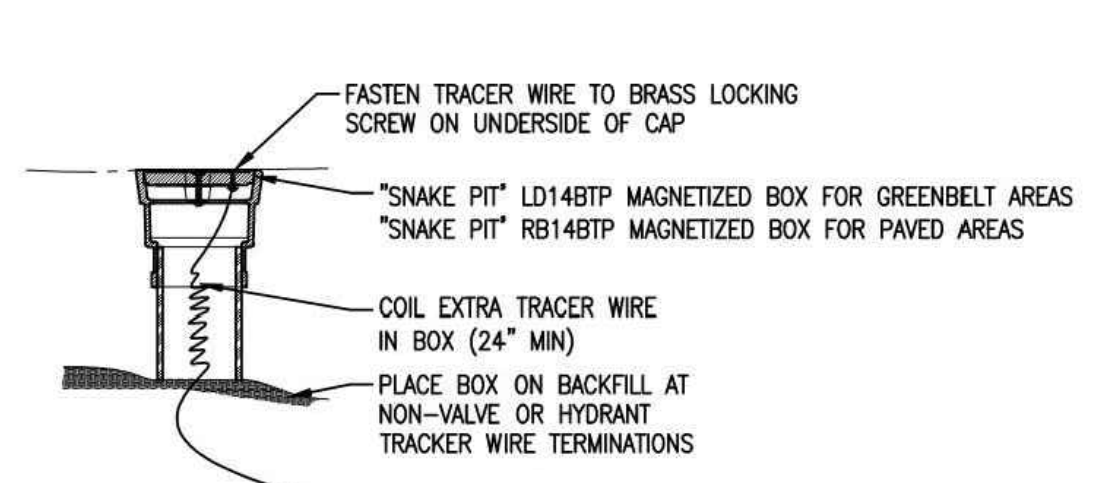 FASTEN TRACER WIRE TO BRASS LOCKING
SCREW ON UNDERSIDE OF CAP
"SNAKE PIT" LD14BTP MAGNETIZED BOX FOR GREENBELT AREAS
"SNAKE PIT" RB14BTP MAGNETIZED BOX FOR PAVED AREAS
COIL EXTRA TRACER WIRE
IN BOX (24" MIN)
PLACE BOX ON BACKFILL AT
NON-VALVE OR HYDRANT
TRACKER WIRE TERMINATIONS